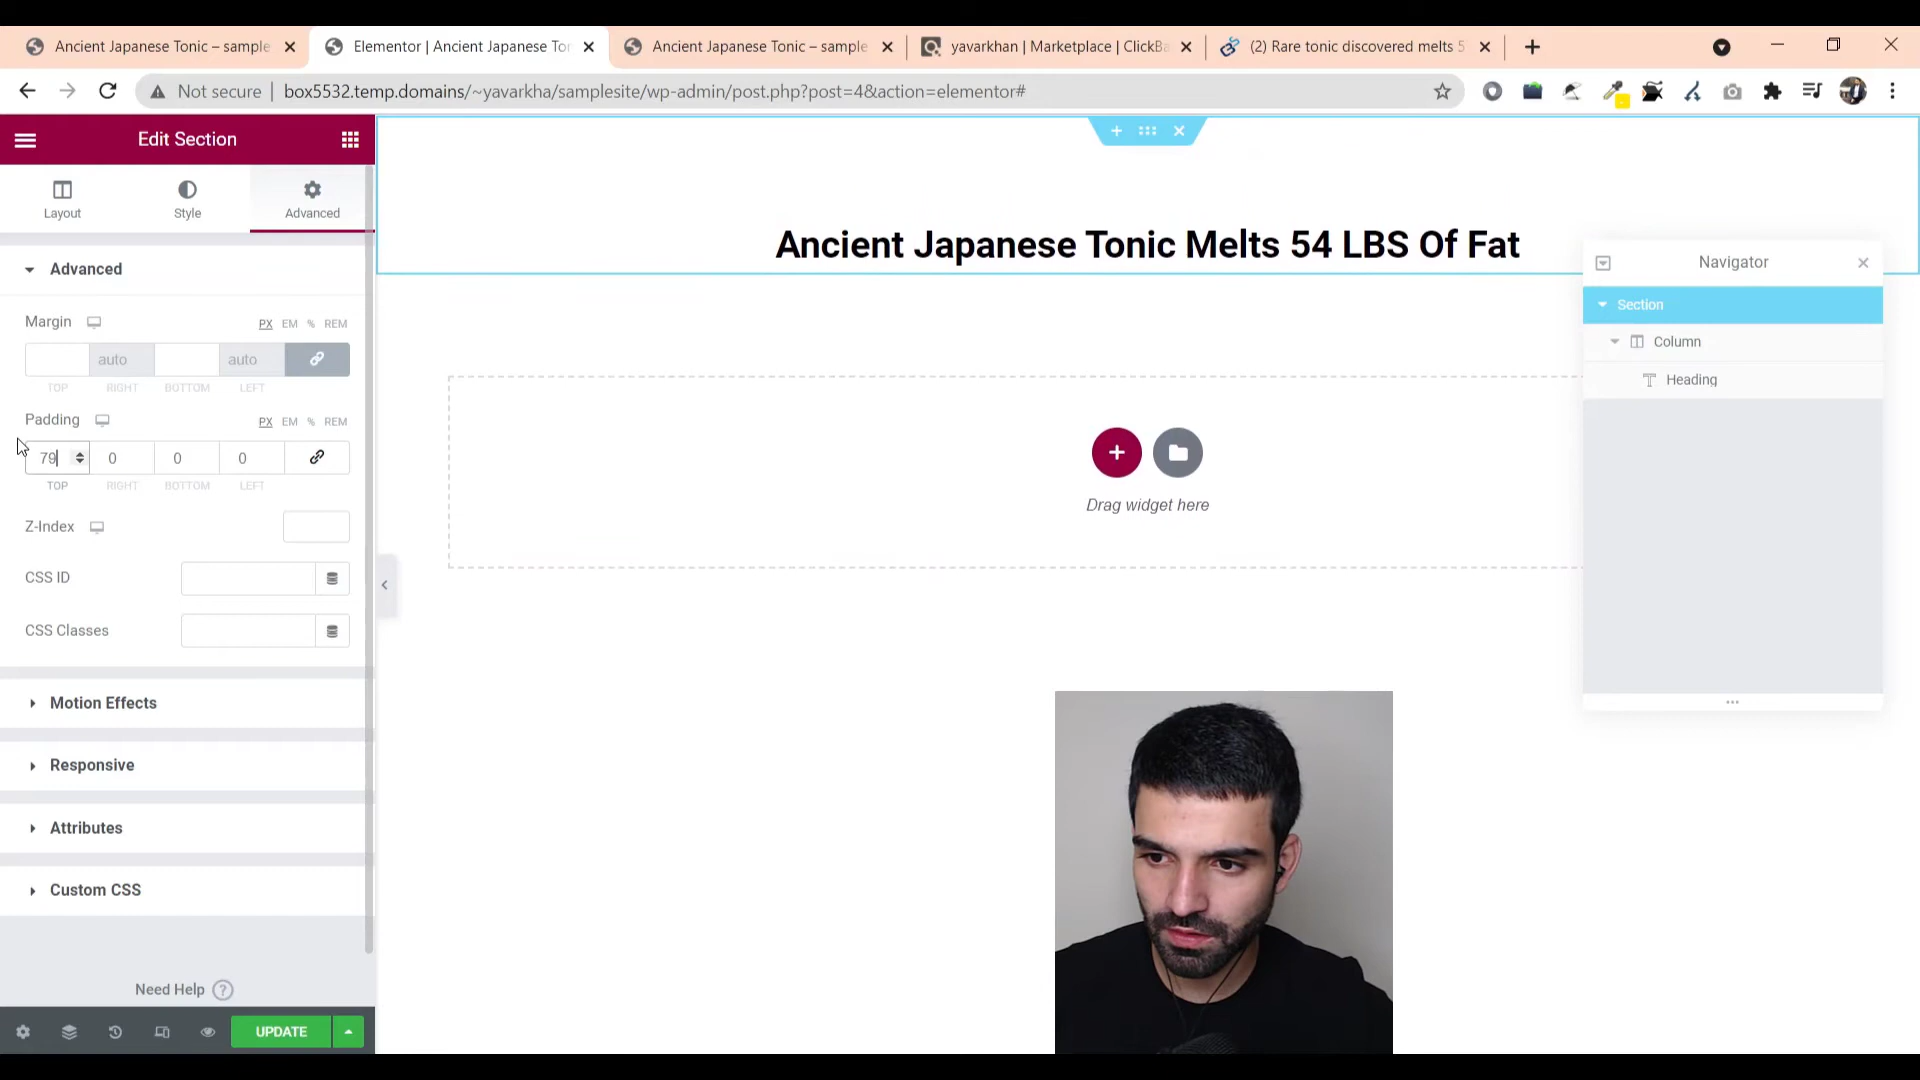 Ancient Japanese Tonic – sample
Elementor | Ancient Japanese To
Ancient Japanese Tonic – sample
yavarkhan | Marketplace | ClickBa
(2) Rare tonic discovered melts 5
Not secure | box5532.temp.domains/~yavarkha/samplesite/wp-admin/post.php?post=4&action=elementor#
Edit Section
Layout
Style
Advanced
Advanced
Margin
PX EM % REM
auto auto
TOP RIGHT BOTTOM LEFT
Padding
PX EM % REM
79 0 0 0
TOP RIGHT BOTTOM LEFT
Z-Index
CSS ID
CSS Classes
Motion Effects
Responsive
Attributes
Custom CSS
Need Help ?
UPDATE
Ancient Japanese Tonic Melts 54 LBS Of Fat
Drag widget here
Navigator
Section
Column
Heading